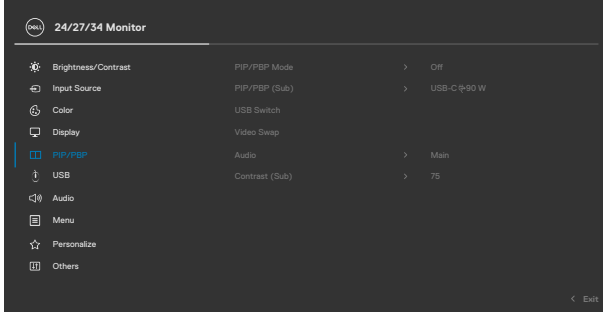 DELL 24/27/34 Monitor
Brightness/Contrast PIP/PBP Mode > Off
Input Source PIP/PBP (Sub) > USB-C 90 W
Color USB Switch
Display Video Swap
PIP/PBP Audio > Main
USB Contrast (Sub) > 75
Audio
Menu
Personalize
Others
< Exit